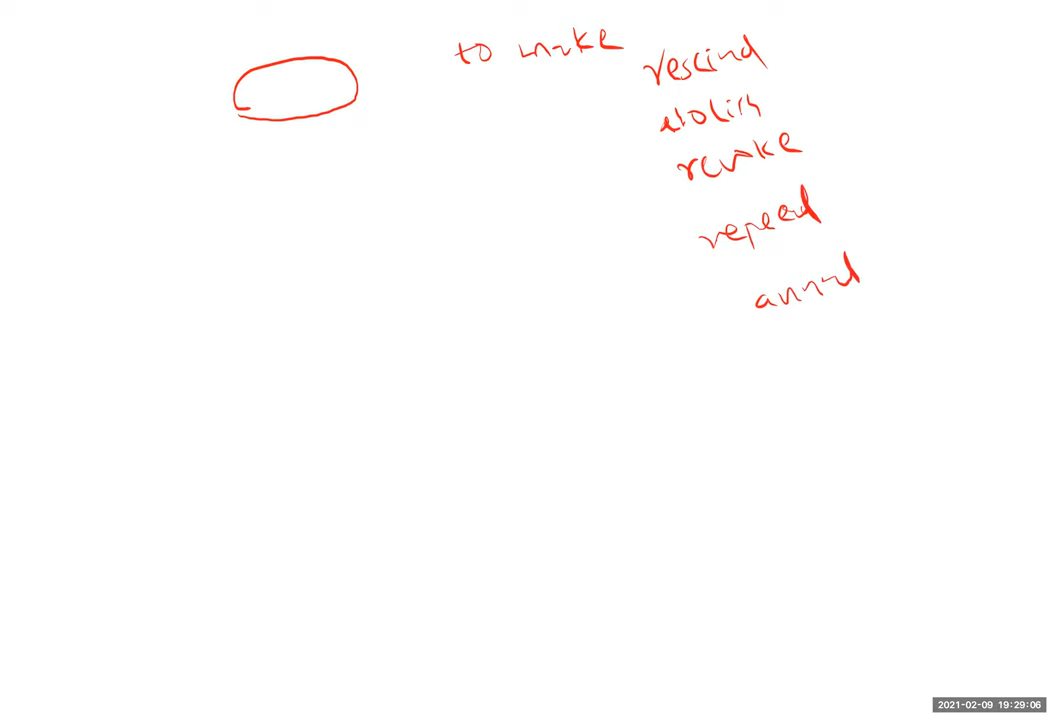 to make
rescind
abolish
revoke
repeal
annul
2021-02-09 19:29:06